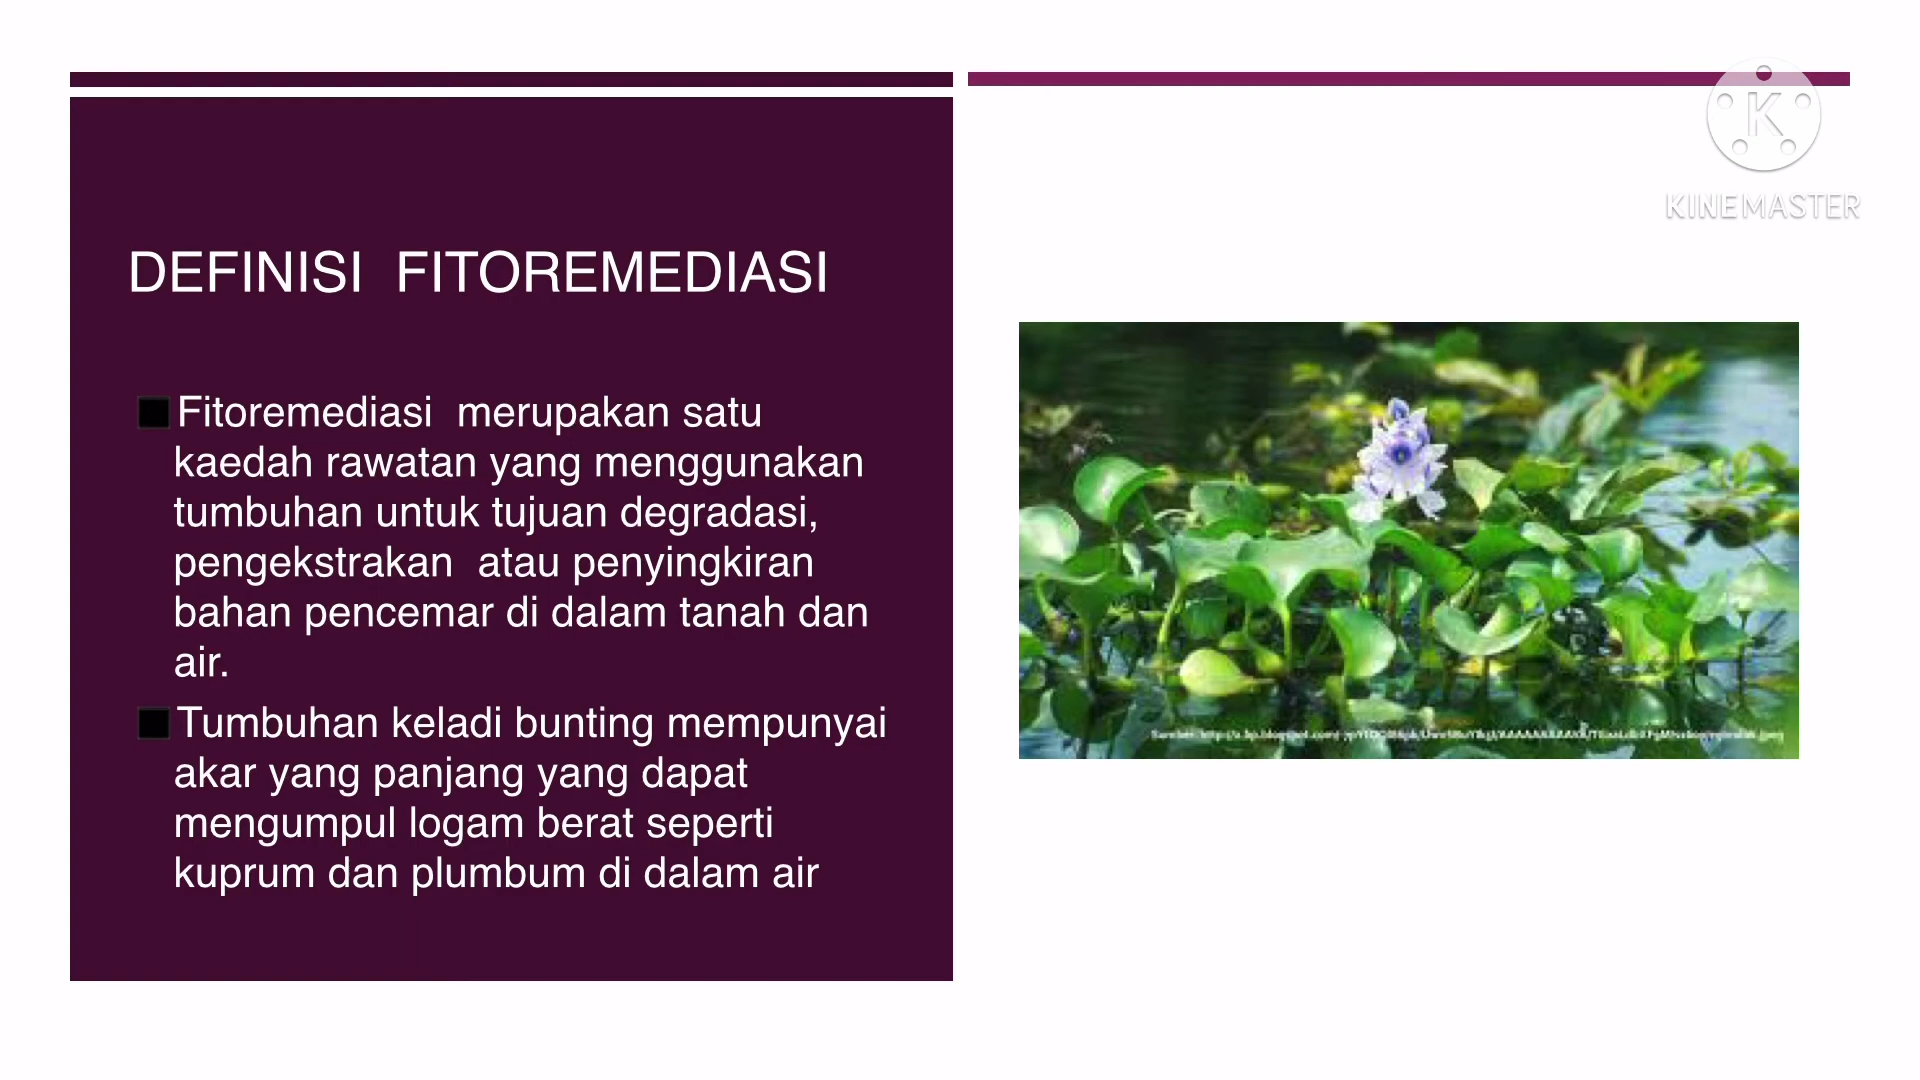 DEFINISI FITOREMEDIASI
Fitoremediasi merupakan satu
kaedah rawatan yang menggunakan
tumbuhan untuk tujuan degradasi,
pengekstrakan atau penyingkiran
bahan pencemar di dalam tanah dan
air.
Tumbuhan keladi bunting mempunyai
akar yang panjang yang dapat
mengumpul logam berat seperti
kuprum dan plumbum di dalam air
K
KINEMASTER